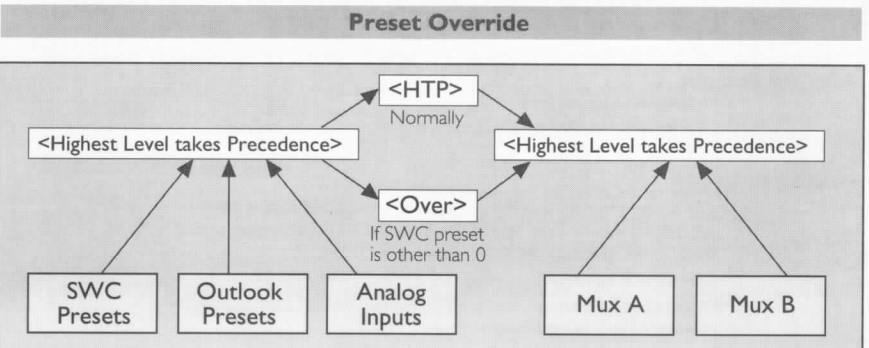 Preset Override
<HTP>
Normally
<Highest Level takes Precedence>
<Highest Level takes Precedence>
<Over>
If SWC preset
is other than 0
SWC
Presets
Outlook
Presets
Analog
Inputs
Mux A
Mux B